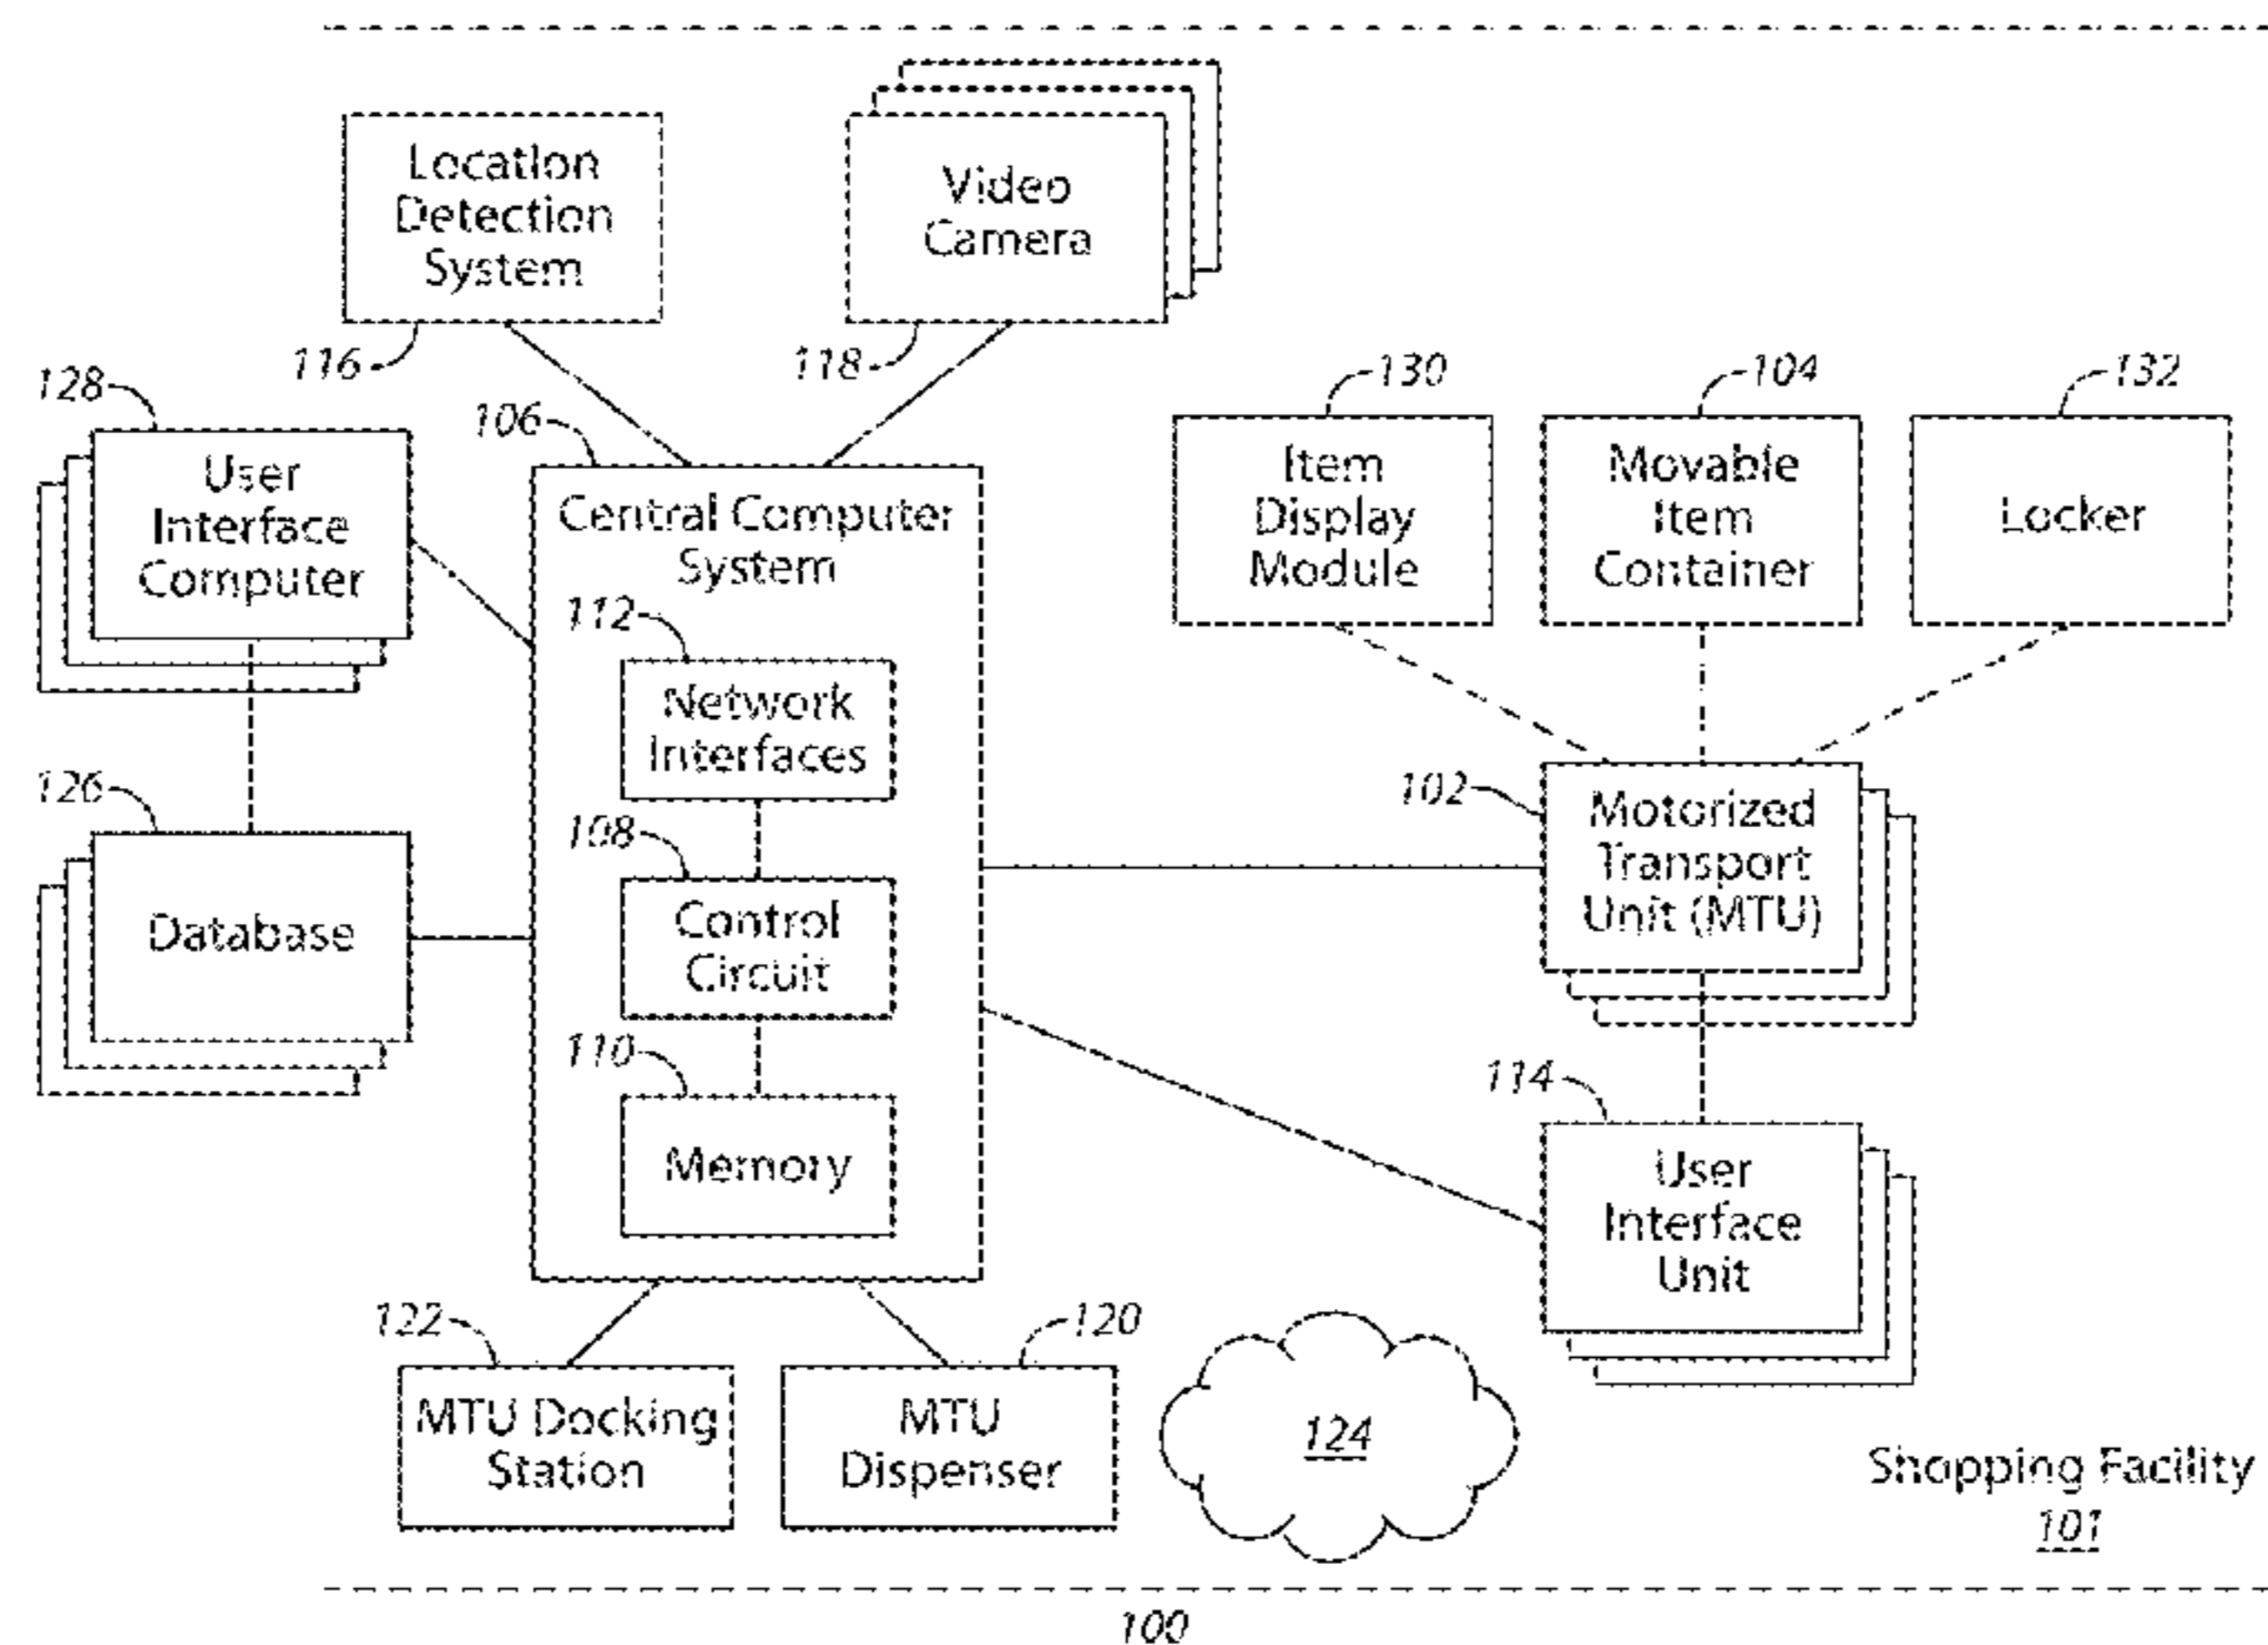 Location
Detection
System
116
Video
Camera
118
128
User
Interface
Computer
106
Central Computer
System
130
Item
Display
Module
104
Movable
Item
Container
132
Locker
112
Network
Interfaces
126
Database
108
Control
Circuit
110
Memory
102
Motorized
Transport
Unit (MTU)
114
User
Interface
Unit
122
MTU Docking
Station
120
MTU
Dispenser
124
Shopping Facility
101
100